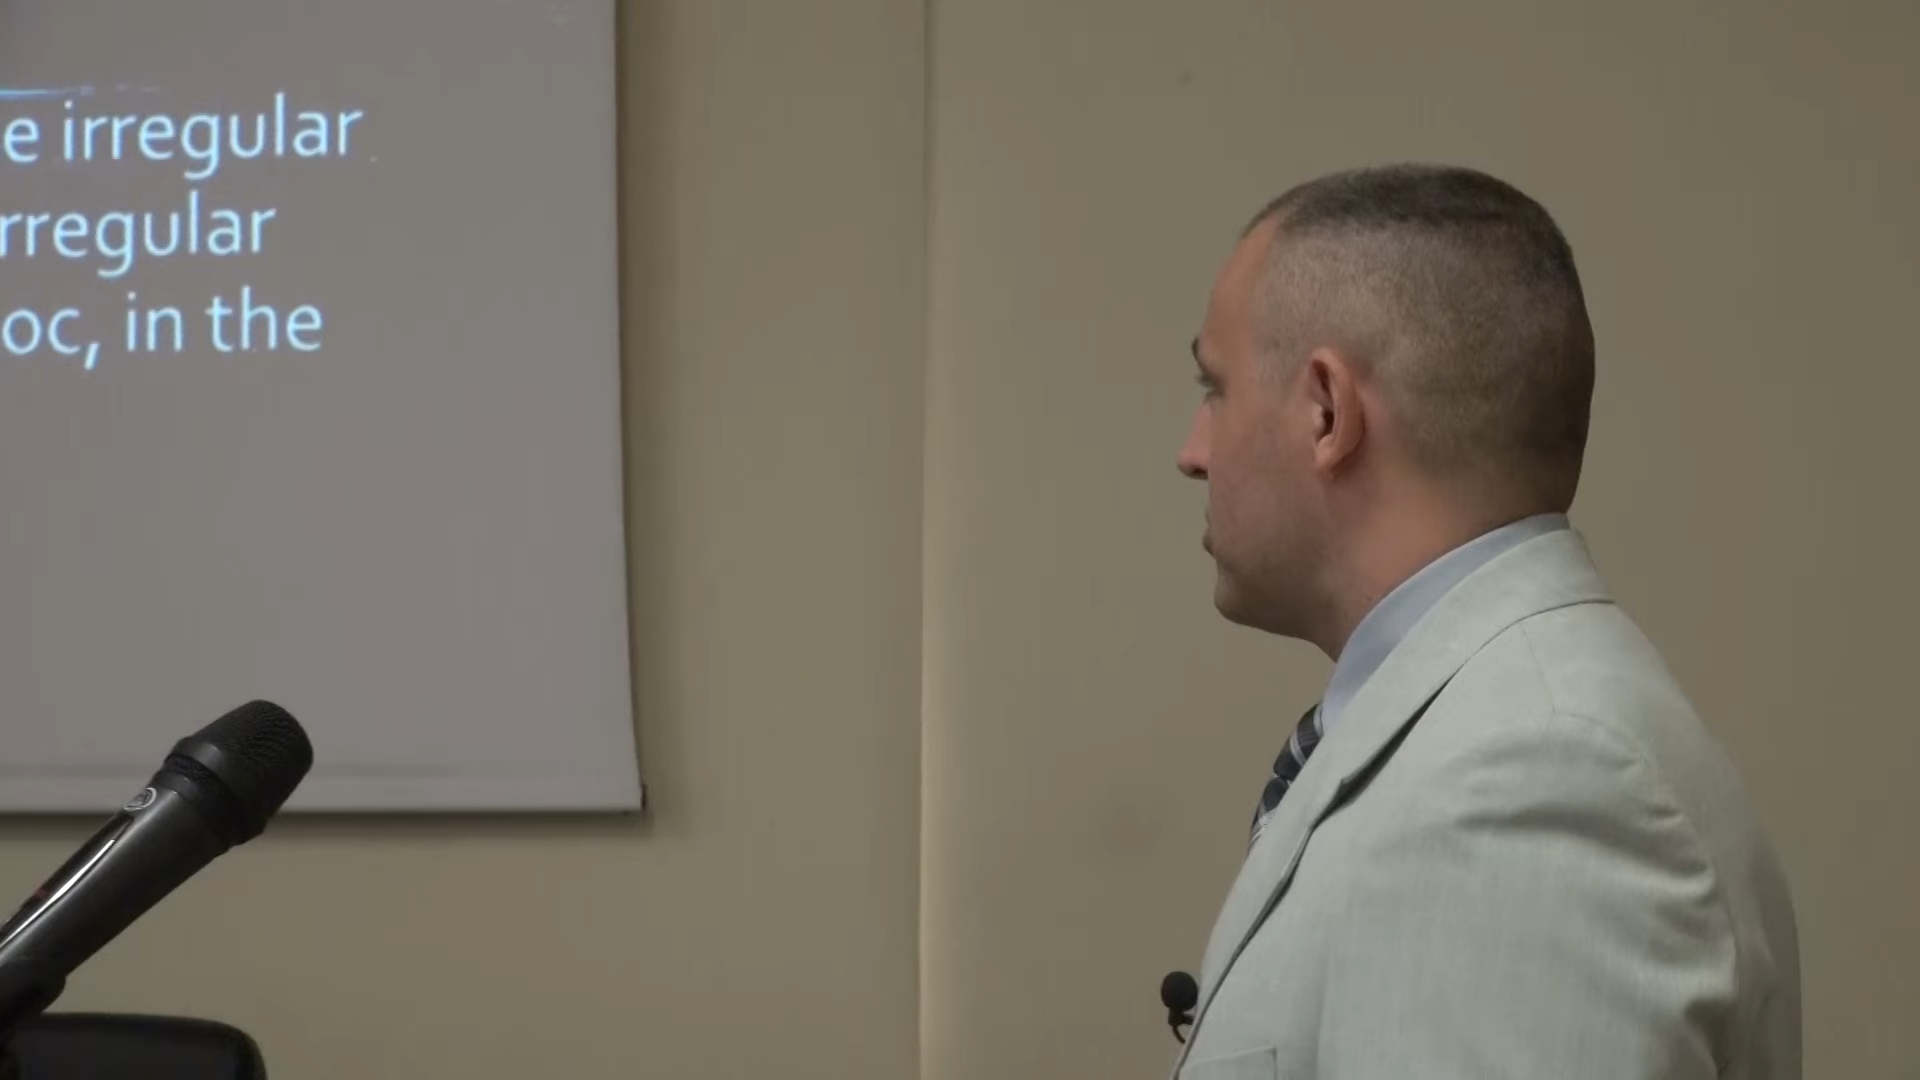 e irregular
rregular
oc, in the